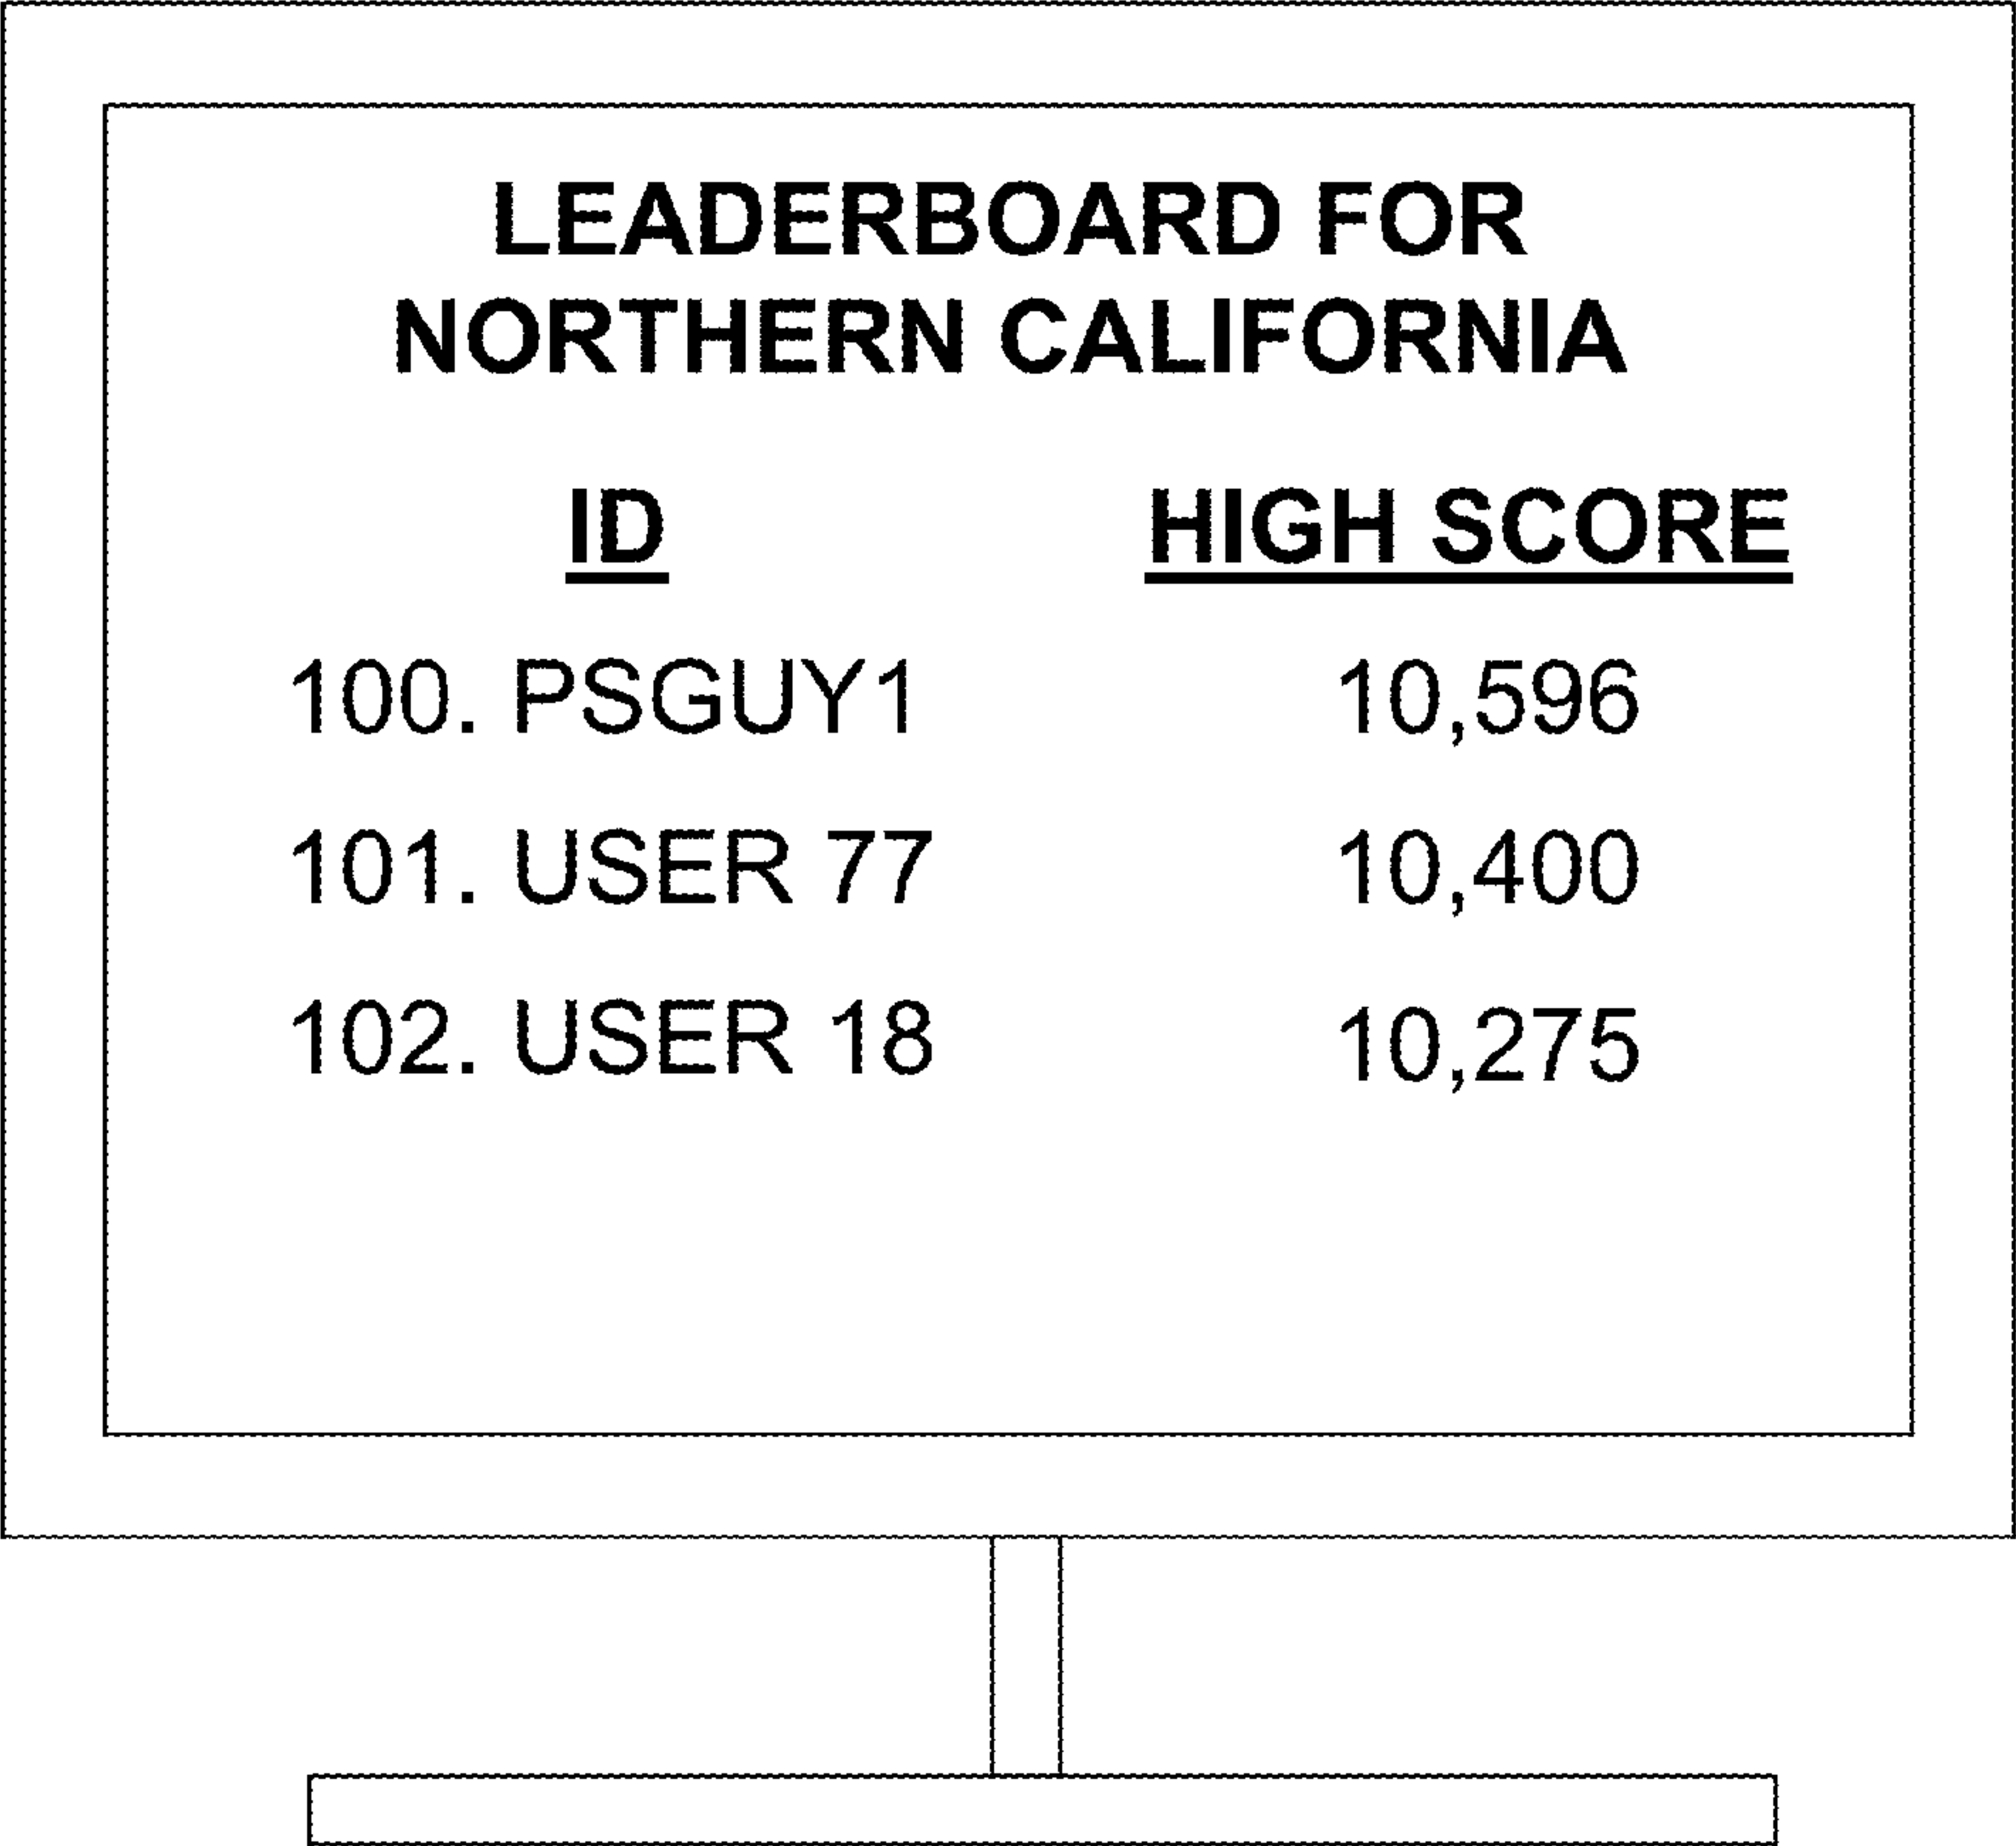 LEADERBOARD FOR
NORTHERN CALIFORNIA
ID HIGH SCORE
100. PSGUY1 10,596
101. USER 77 10,400
102. USER 18 10,275